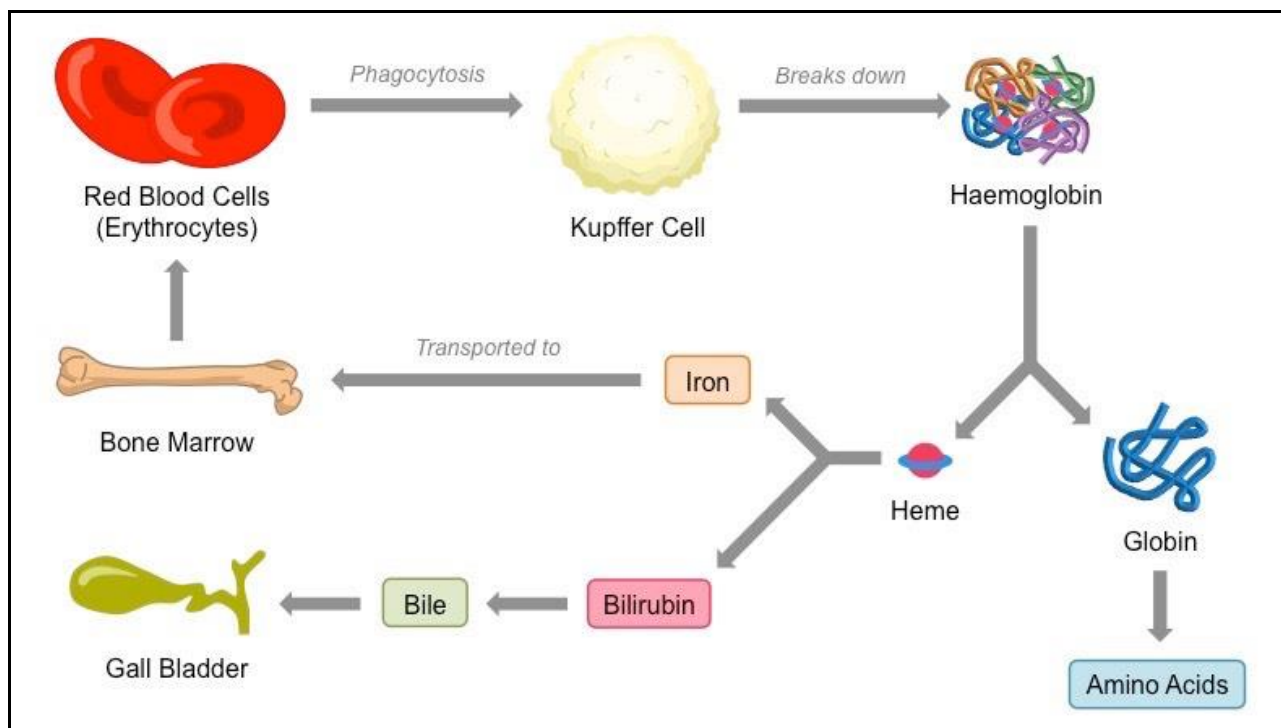 Phagocytosis
Breaks down
Red Blood Cells
(Erythrocytes)
Kupffer Cell
Haemoglobin
Transported to
Iron
Bone Marrow
Heme
Globin
Bile
Bilirubin
Gall Bladder
Amino Acids